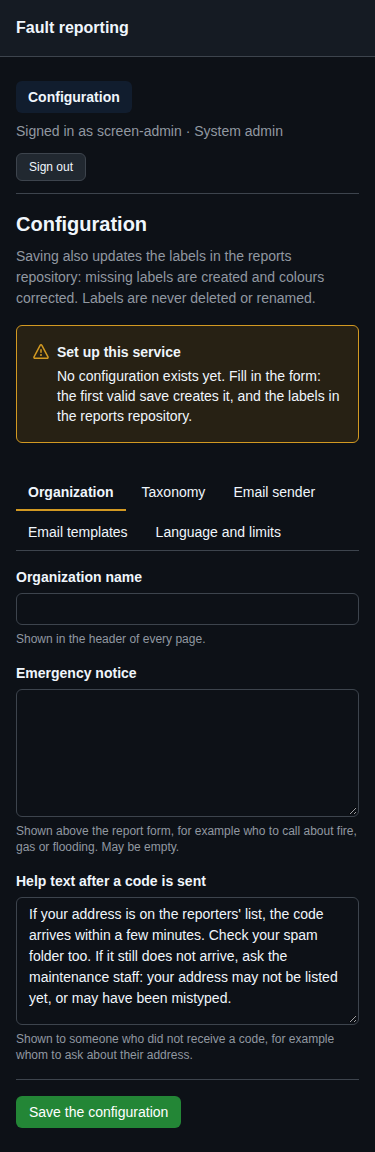 Fault reporting
Configuration
Signed in as screen-admin · System admin
Sign out
Configuration
Saving also updates the labels in the reports
repository: missing labels are created and colours
corrected. Labels are never deleted or renamed.
Set up this service
No configuration exists yet. Fill in the form:
the first valid save creates it, and the labels in
the reports repository.
Organization Taxonomy Email sender
Email templates Language and limits
Organization name
Shown in the header of every page.
Emergency notice
Shown above the report form, for example who to call about fire,
gas or flooding. May be empty.
Help text after a code is sent
If your address is on the reporters' list, the code
arrives within a few minutes. Check your spam
folder too. If it still does not arrive, ask the
maintenance staff: your address may not be listed
yet, or may have been mistyped.
Shown to someone who did not receive a code, for example
whom to ask about their address.
Save the configuration